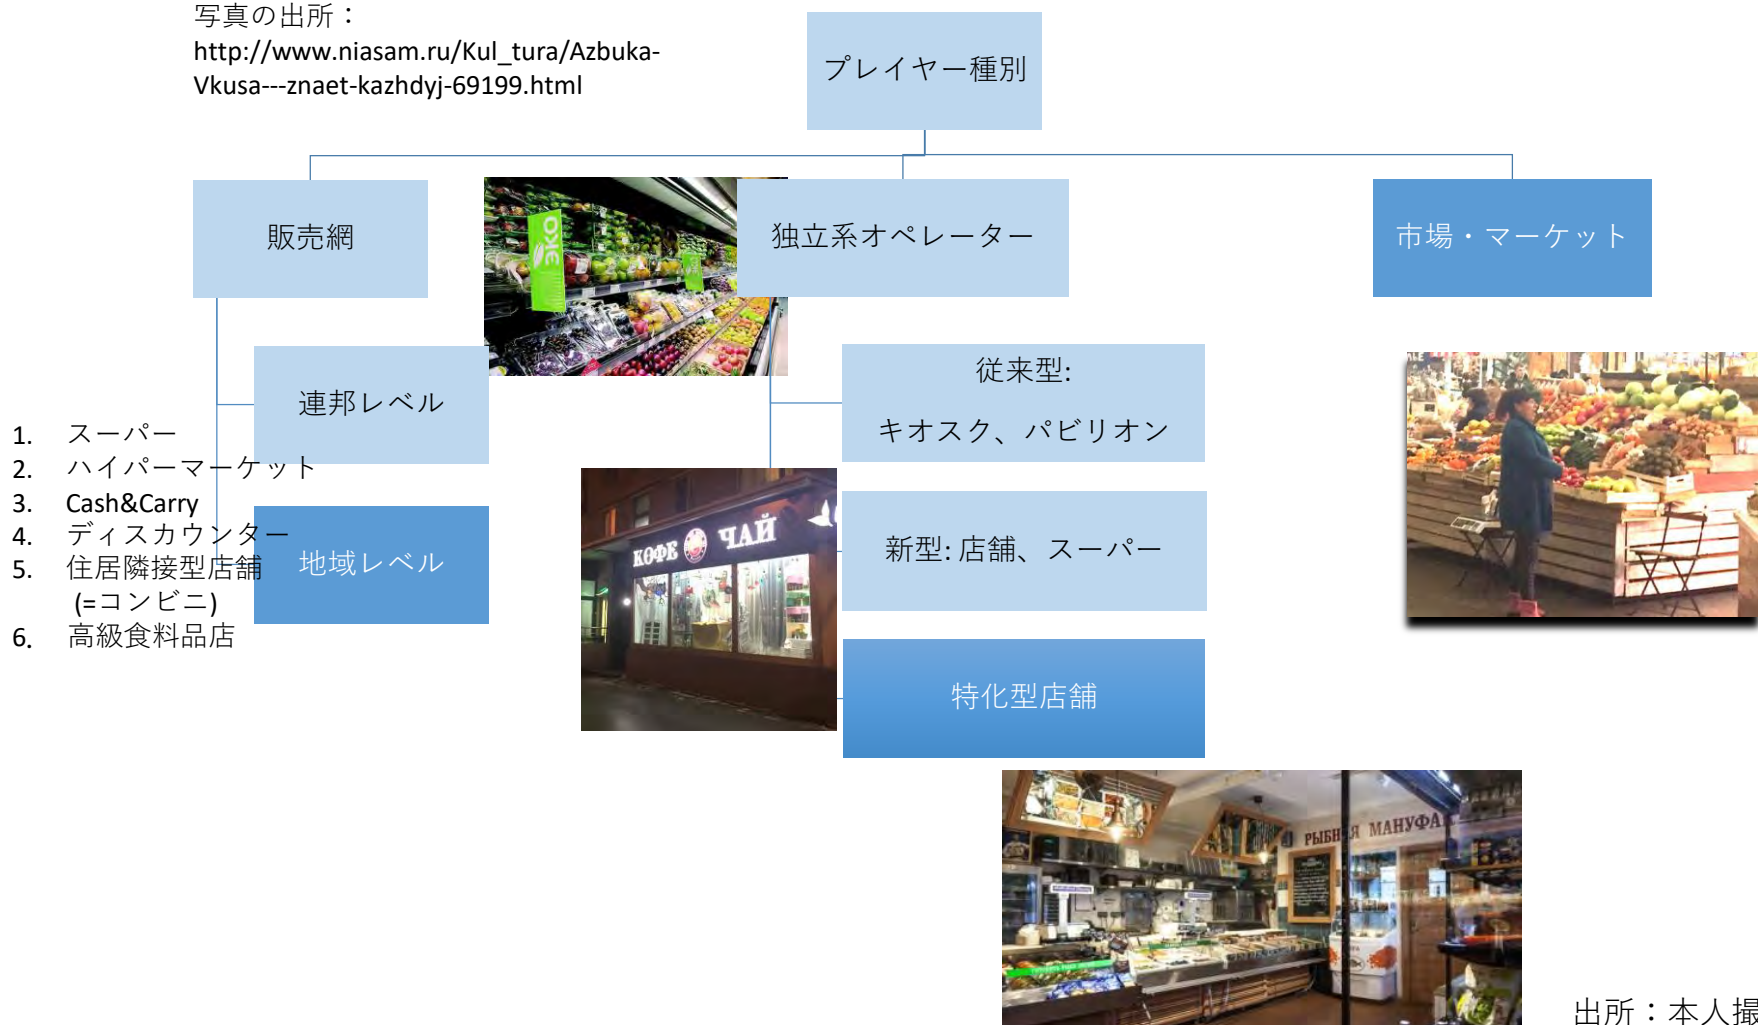 写真の出所：
http://www.niasam.ru/Kul_tura/Azbuka-
Vkusa---znaet-kazhdyj-69199.html
プレイヤー種別
販売網
独立系オペレーター
市場・マーケット
ЭКО
連邦レベル
地域レベル
1. スーパー
2. ハイパーマーケット
3. Cash&Carry
4. ディスカウンター
5. 住居隣接型店舗
(=コンビニ)
6. 高級食料品店
従来型:
キオスク、パビリオン
新型: 店舗、スーパー
特化型店舗
КОФЕ ЧАЙ
РЫБНАЯ МАНУФА
出所：本人撮